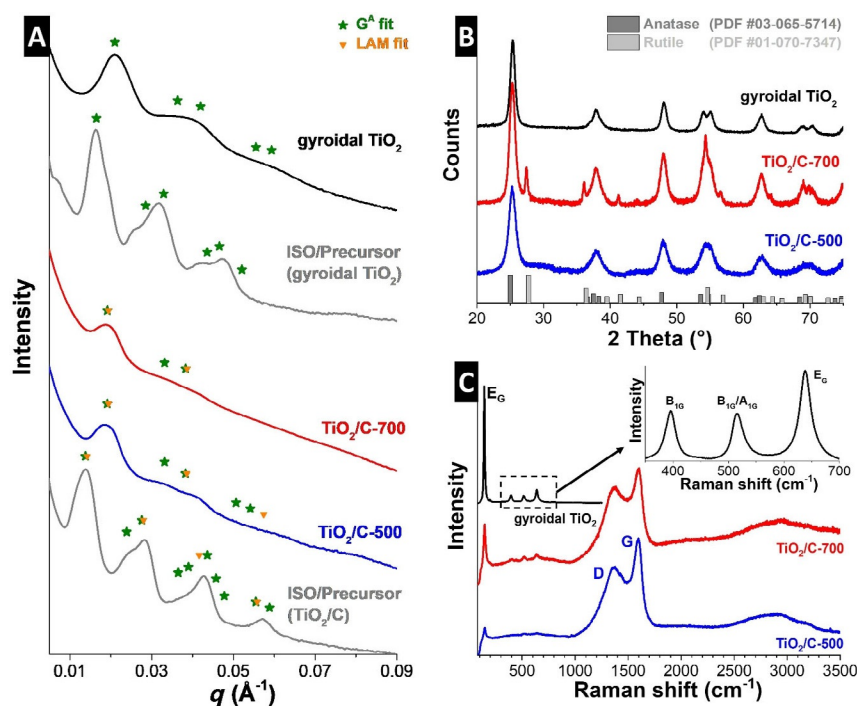 A
★ Gᴬ fit
▼ LAM fit
gyroidal TiO₂
ISO/Precursor
(gyroidal TiO₂)
TiO₂/C-700
TiO₂/C-500
ISO/Precursor
(TiO₂/C)
Intensity
0.01 0.03 0.05 0.07 0.09
q (Å⁻¹)
B
Anatase (PDF #03-065-5714)
Rutile (PDF #01-070-7347)
gyroidal TiO₂
TiO₂/C-700
TiO₂/C-500
Counts
20 30 40 50 60 70
2 Theta (°)
C
E_G
B₁G B₁G/A₁G E_G
Intensity
400 500 600 700
Raman shift (cm⁻¹)
gyroidal TiO₂
TiO₂/C-700
D G
TiO₂/C-500
Intensity
500 1000 1500 2000 2500 3000 3500
Raman shift (cm⁻¹)